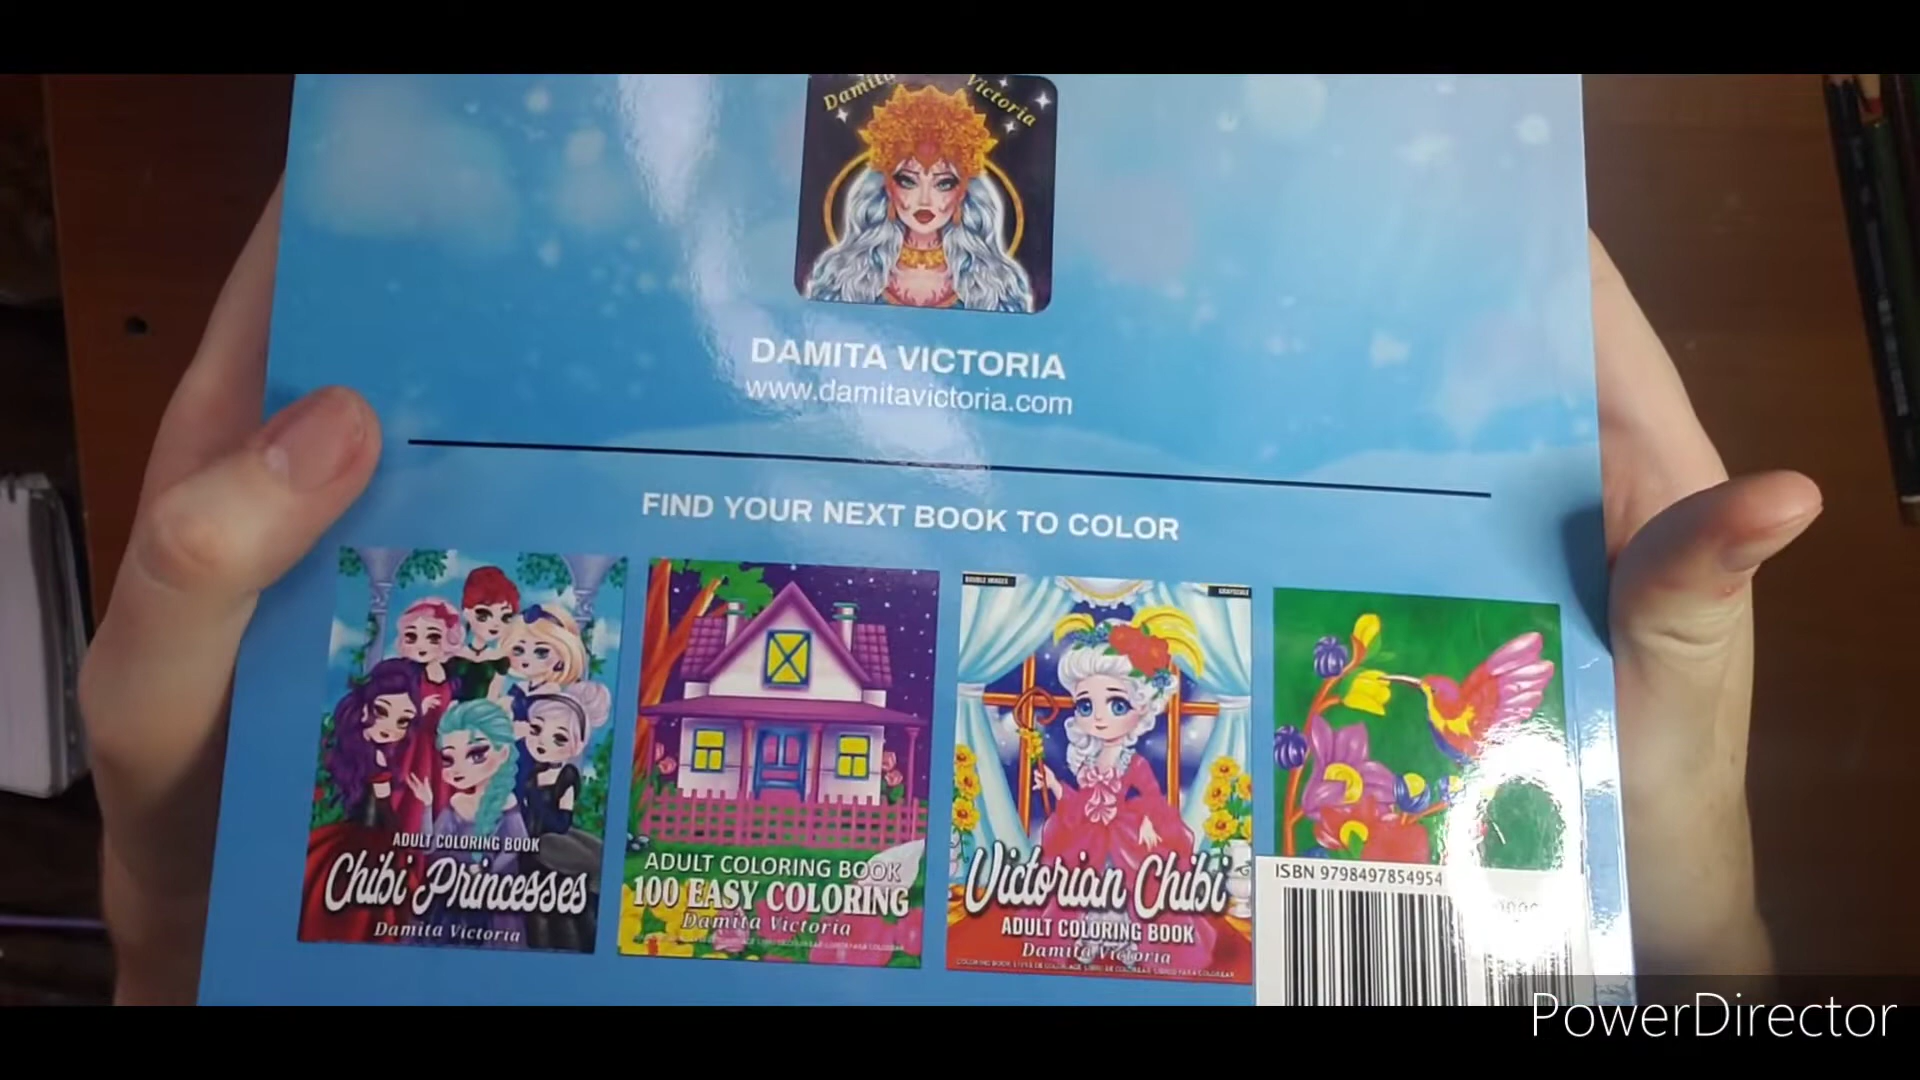 Damita Victoria
DAMITA VICTORIA
www.damitavictoria.com
FIND YOUR NEXT BOOK TO COLOR
ADULT COLORING BOOK
Chibi Princesses
Damita Victoria
ADULT COLORING BOOK
100 EASY COLORING
Damita Victoria
DOUBLE IMAGES
GRAYSCALE
Victorian Chibi
ADULT COLORING BOOK
Damita Victoria
ISBN 9798497854954
PowerDirector